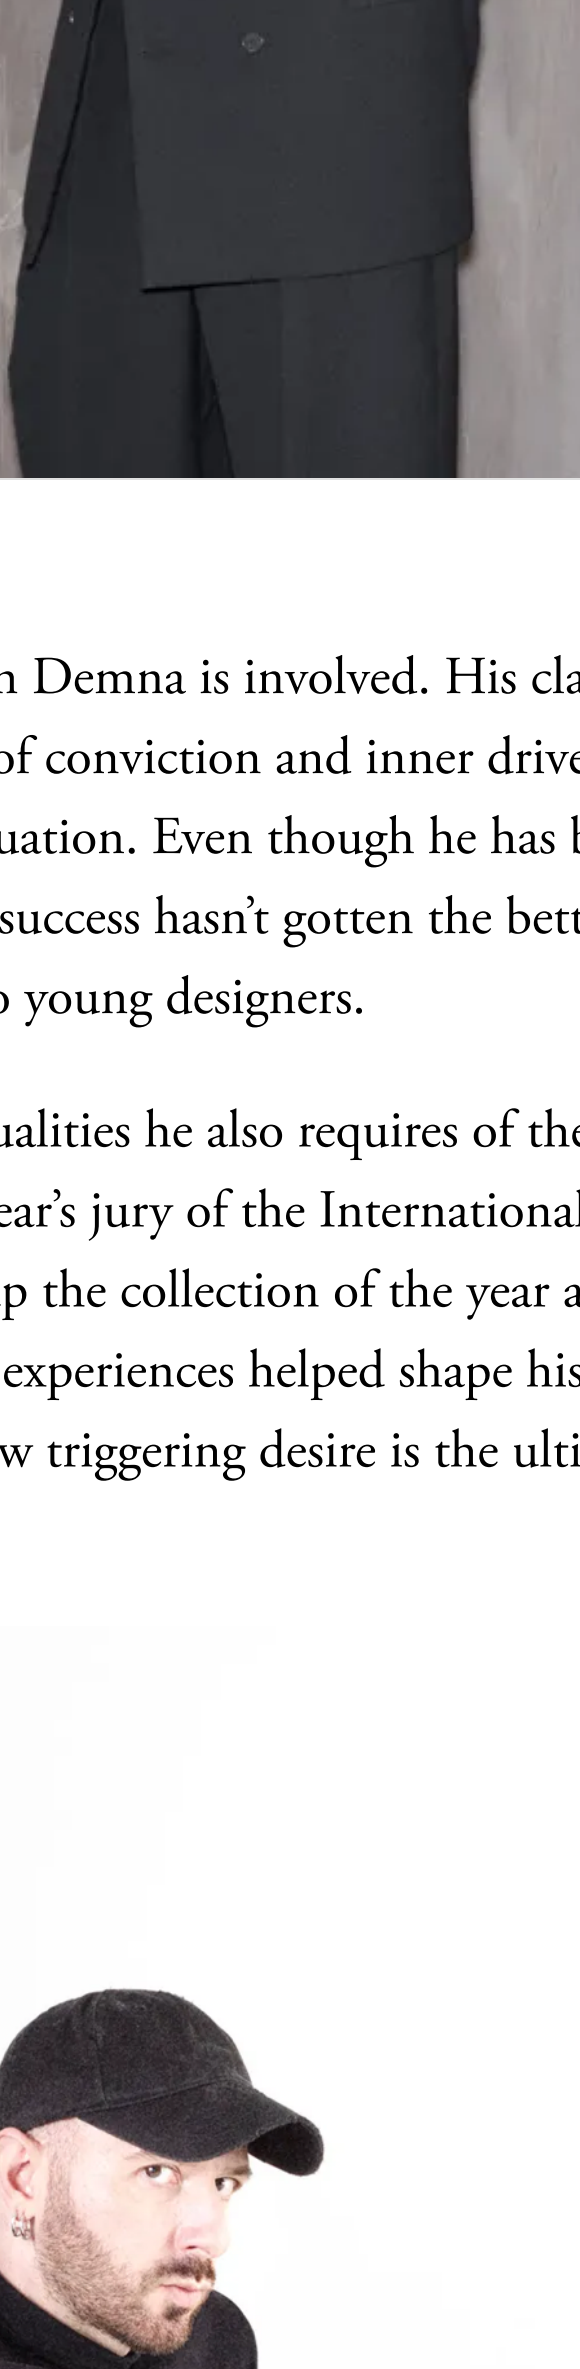 n Demna is involved. His cla
of conviction and inner drive
uation. Even though he has b
success hasn’t gotten the bett
o young designers.
ualities he also requires of the
ear’s jury of the International
up the collection of the year a
experiences helped shape his
w triggering desire is the ulti